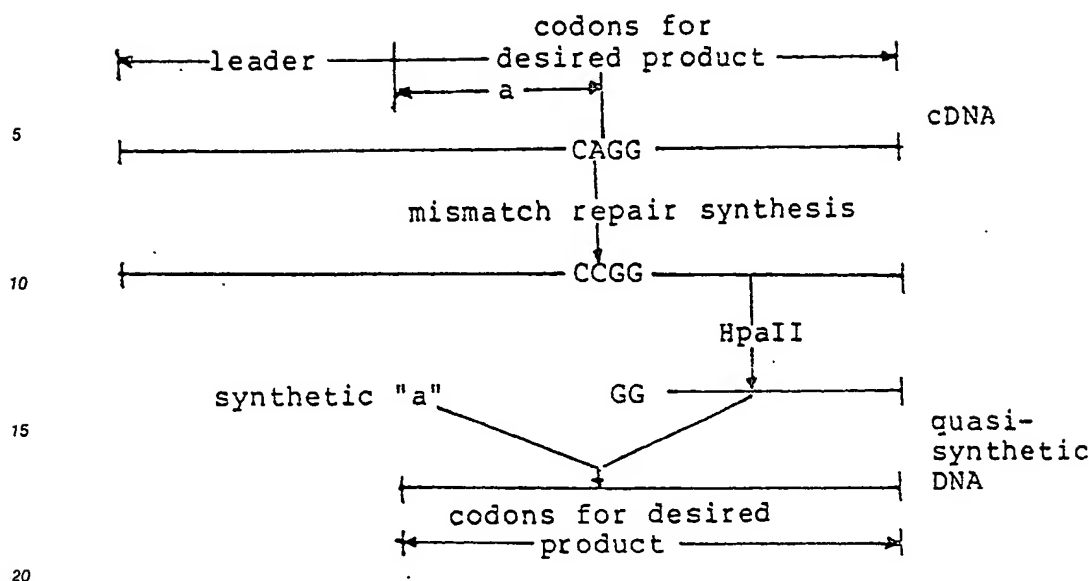 codons for
leader desired product
a
cDNA
5
CAGG
mismatch repair synthesis
CCGG
10
HpaII
synthetic "a" GG
15
quasi-
synthetic
DNA
codons for desired
product
20